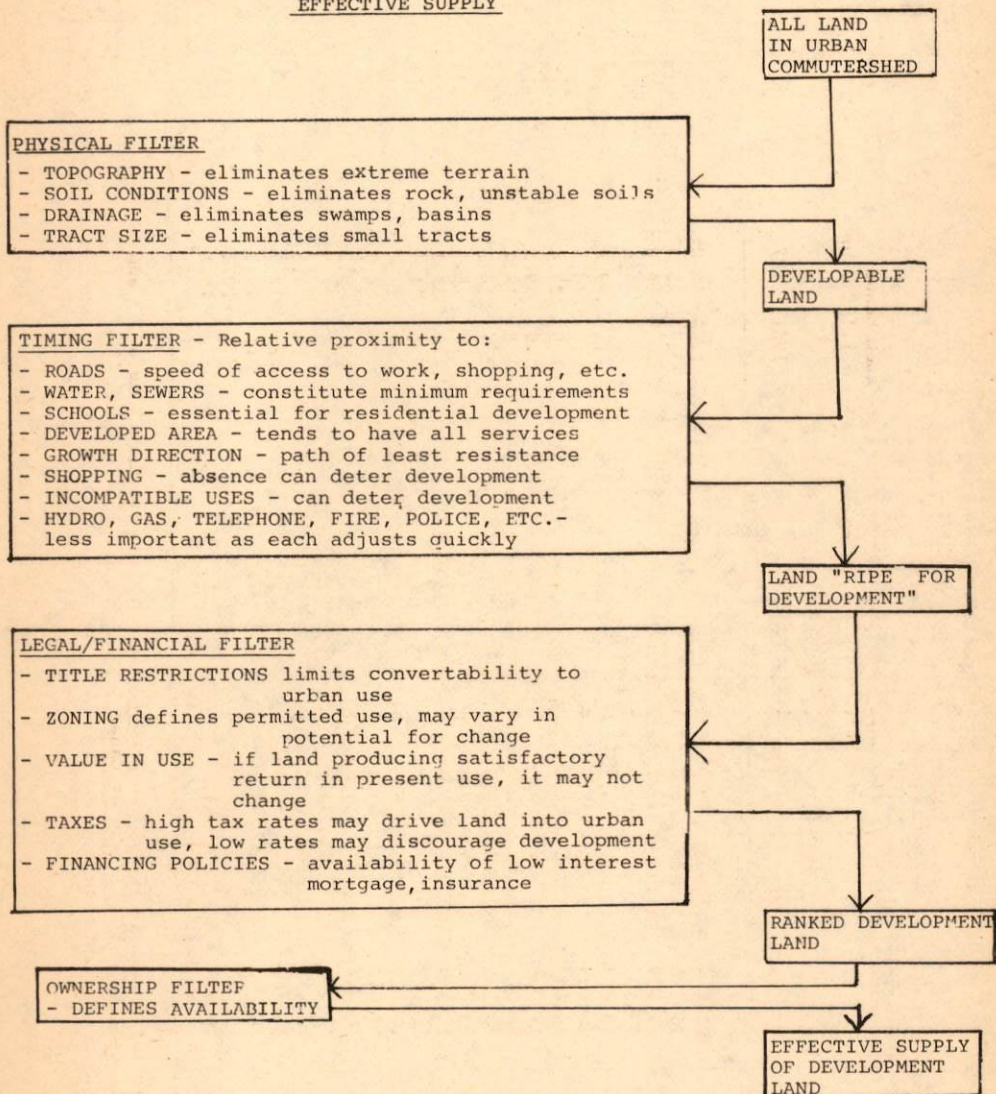 EFFECTIVE SUPPLY
ALL LAND
IN URBAN
COMMUTERSHED
PHYSICAL FILTER
- TOPOGRAPHY - eliminates extreme terrain
- SOIL CONDITIONS - eliminates rock, unstable soils
- DRAINAGE - eliminates swamps, basins
- TRACT SIZE - eliminates small tracts
DEVELOPABLE
LAND
TIMING FILTER - Relative proximity to:
- ROADS - speed of access to work, shopping, etc.
- WATER, SEWERS - constitute minimum requirements
- SCHOOLS - essential for residential development
- DEVELOPED AREA - tends to have all services
- GROWTH DIRECTION - path of least resistance
- SHOPPING - absence can deter development
- INCOMPATIBLE USES - can deter development
- HYDRO, GAS, TELEPHONE, FIRE, POLICE, ETC.-
less important as each adjusts quickly
LAND "RIPE FOR
DEVELOPMENT"
LEGAL/FINANCIAL FILTER
- TITLE RESTRICTIONS limits convertability to
urban use
- ZONING defines permitted use, may vary in
potential for change
- VALUE IN USE - if land producing satisfactory
return in present use, it may not
change
- TAXES - high tax rates may drive land into urban
use, low rates may discourage development
- FINANCING POLICIES - availability of low interest
mortgage, insurance
RANKED DEVELOPMENT
LAND
OWNERSHIP FILTER
- DEFINES AVAILABILITY
EFFECTIVE SUPPLY
OF DEVELOPMENT
LAND